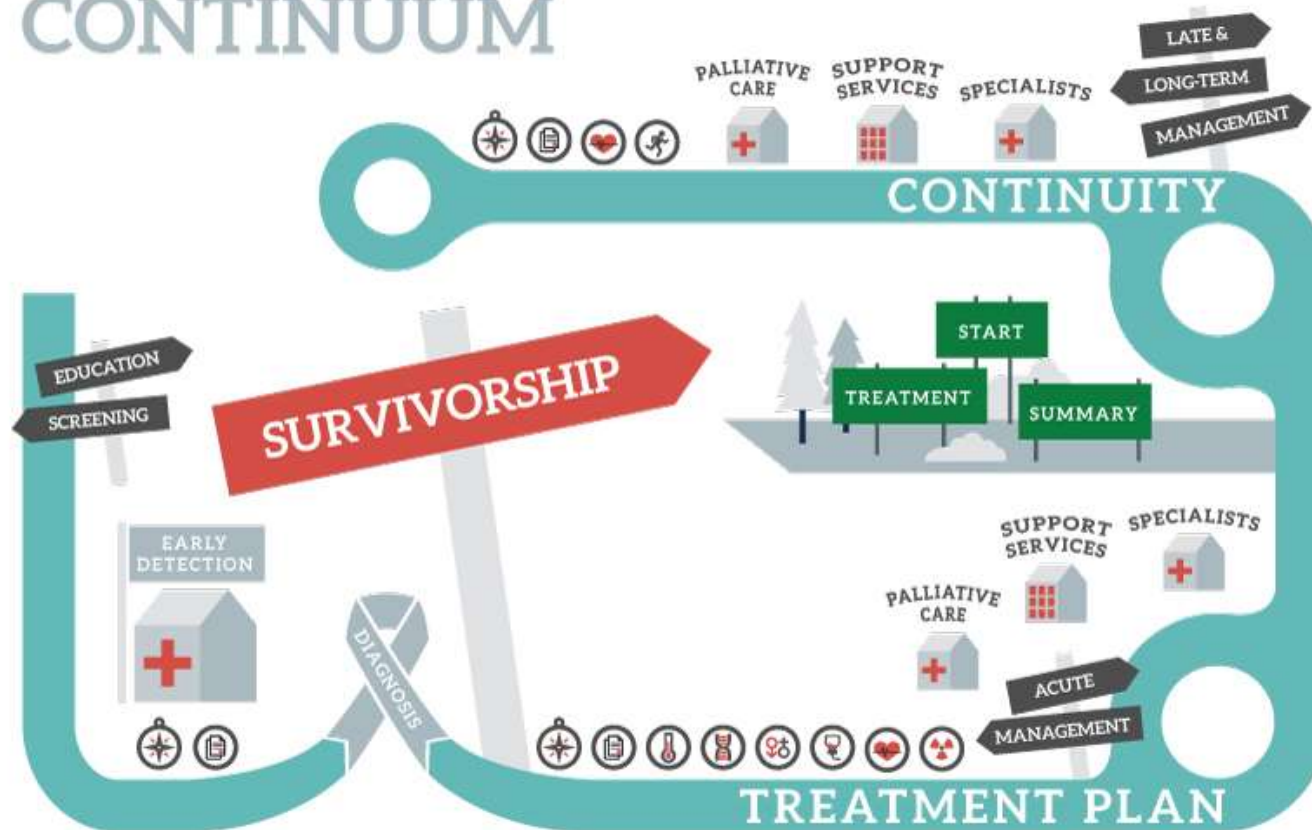 CONTINUUM
PALLIATIVE
CARE
SUPPORT
SERVICES
SPECIALISTS
LATE &
LONG-TERM
MANAGEMENT
CONTINUITY
EDUCATION
SCREENING
SURVIVORSHIP
START
TREATMENT
SUMMARY
EARLY
DETECTION
DIAGNOSIS
SUPPORT
SERVICES
SPECIALISTS
PALLIATIVE
CARE
ACUTE
MANAGEMENT
TREATMENT PLAN